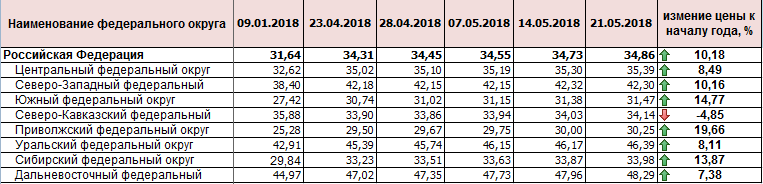 Наименование федерального округа 09.01.2018 23.04.2018 28.04.2018 07.05.2018 14.05.2018 21.05.2018 измение цены к началу года, %
Российская Федерация 31,64 34,31 34,45 34,55 34,73 34,86 10,18
Центральный федеральный округ 32,62 35,02 35,10 35,19 35,30 35,39 8,49
Северо-Западный федеральный 38,40 42,18 42,15 42,15 42,32 42,30 10,16
Южный федеральный округ 27,42 30,74 31,02 31,15 31,38 31,47 14,77
Северо-Кавказский федеральный 35,88 33,90 33,86 33,94 34,03 34,14 -4,85
Приволжский федеральный округ 25,28 29,50 29,67 29,75 30,00 30,25 19,66
Уральский федеральный округ 42,91 45,39 45,74 46,15 46,17 46,39 8,11
Сибирский федеральный округ 29,84 33,23 33,51 33,63 33,87 33,98 13,87
Дальневосточный федеральный 44,97 47,02 47,35 47,73 47,96 48,29 7,38